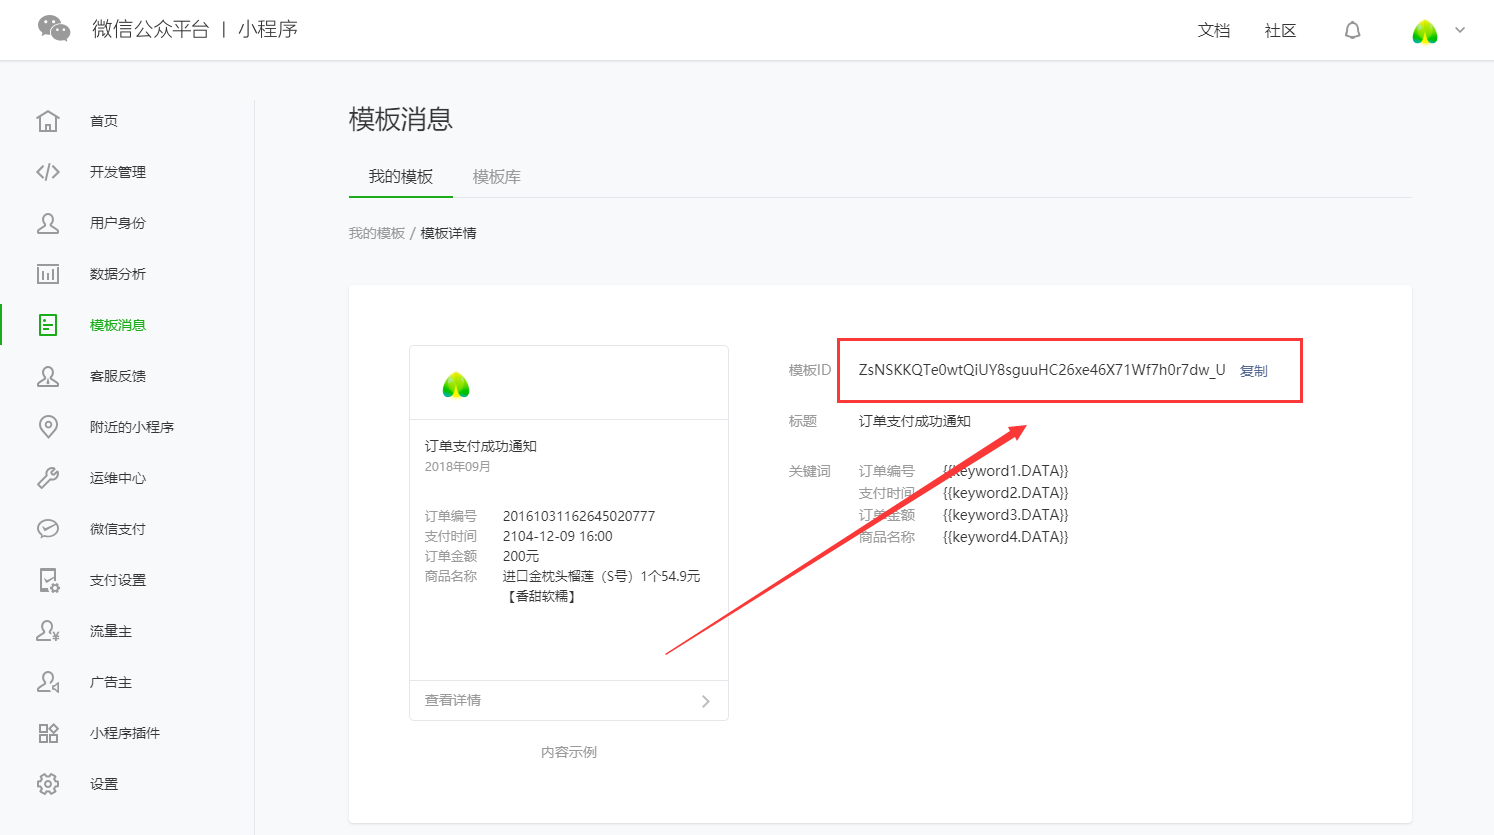 微信公众平台 | 小程序
文档
社区
首页
开发管理
用户身份
数据分析
模板消息
客服反馈
附近的小程序
运维中心
微信支付
支付设置
流量主
广告主
小程序插件
设置
模板消息
我的模板 模板库
我的模板 / 模板详情
订单支付成功通知
2018年09月
订单编号 20161031162645020777
支付时间 2104-12-09 16:00
订单金额 200元
商品名称 进口金枕头榴莲（S号）1个54.9元
【香甜软糯】
查看详情
内容示例
模板ID ZsNSKKQTe0wtQiUY8sguuHC26xe46X71Wf7h0r7dw_U 复制
标题 订单支付成功通知
关键词 订单编号 {{keyword1.DATA}}
支付时间 {{keyword2.DATA}}
订单金额 {{keyword3.DATA}}
商品名称 {{keyword4.DATA}}